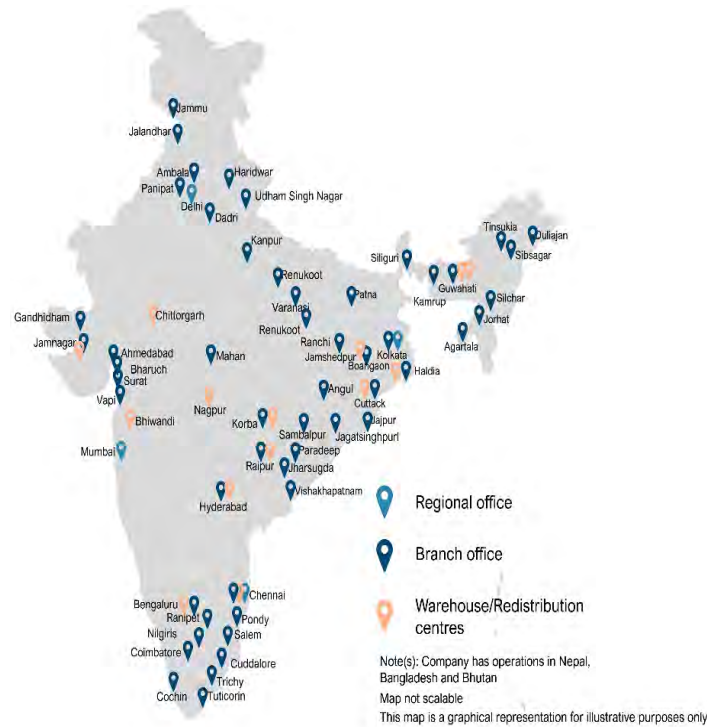 Jammu
Jalandhar
Ambala
Haridwar
Panipat
Udham Singh Nagar
Delhi
Dadri
Kanpur
Tinsukia
Duliajan
Siliguri
Sibsagar
Renukoot
Guwahati
Varanasi
Patna
Kamrup
Silchar
Chittorgarh
Gandhidham
Renukoot
Jorhat
Jamnagar
Ranchi
Agartala
Ahmedabad
Mahan
Jamshedpur
Kolkata
Bharuch
Boangaon
Haldia
Surat
Angul
Vapi
Nagpur
Cuttack
Bhiwandi
Korba
Jajpur
Sambalpur
Jagatsinghpurl
Mumbai
Paradeep
Raipur
Jharsugda
Hyderabad
Vishakhapatnam
Regional office
Branch office
Chennai
Bengaluru
Warehouse/Redistribution
centres
Ranipet
Pondy
Nilgiris
Salem
Coimbatore
Cuddalore
Note(s): Company has operations in Nepal,
Bangladesh and Bhutan
Trichy
Cochin
Tuticorin
Map not scalable
This map is a graphical representation for illustrative purposes only